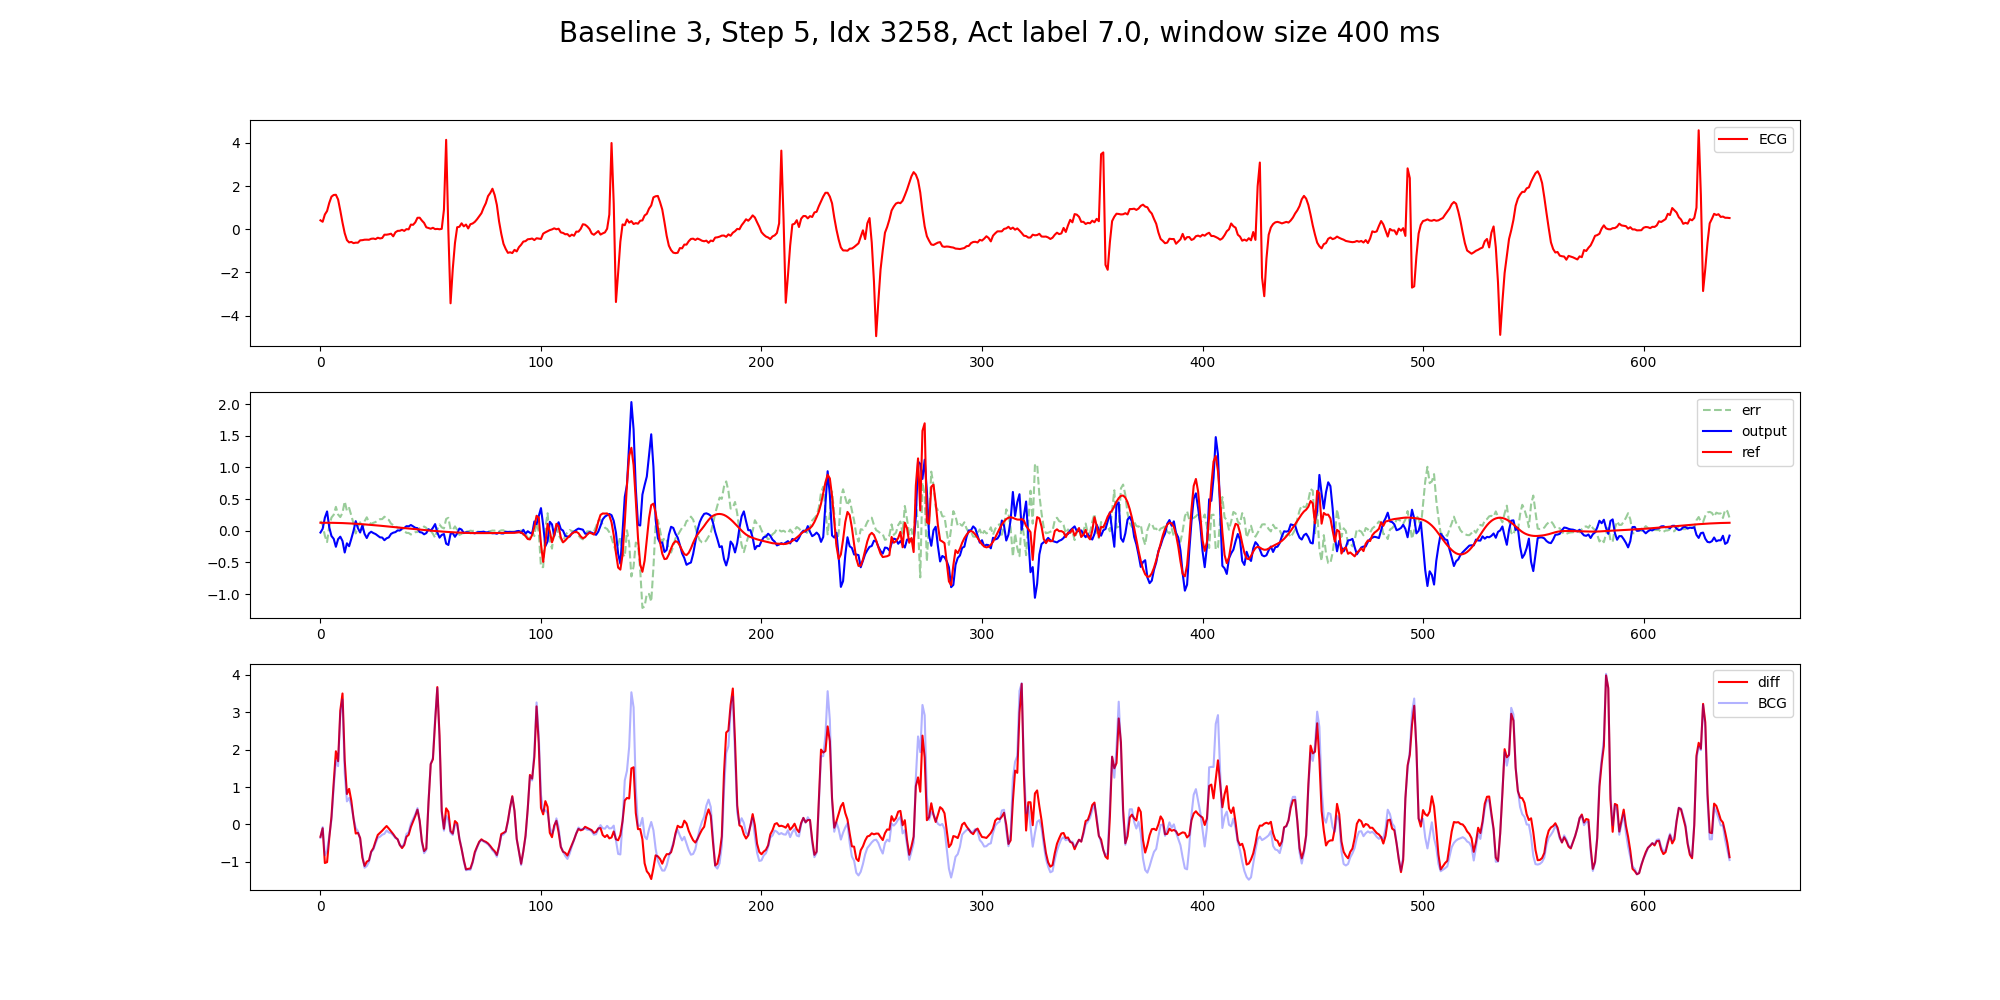 Baseline 3, Step 5, Idx 3258, Act label 7.0, window size 400 ms
ECG
4
2
0
−2
−4
0 100 200 300 400 500 600
err
output
ref
2.0
1.5
1.0
0.5
0.0
−0.5
−1.0
0 100 200 300 400 500 600
diff
BCG
4
3
2
1
0
−1
0 100 200 300 400 500 600